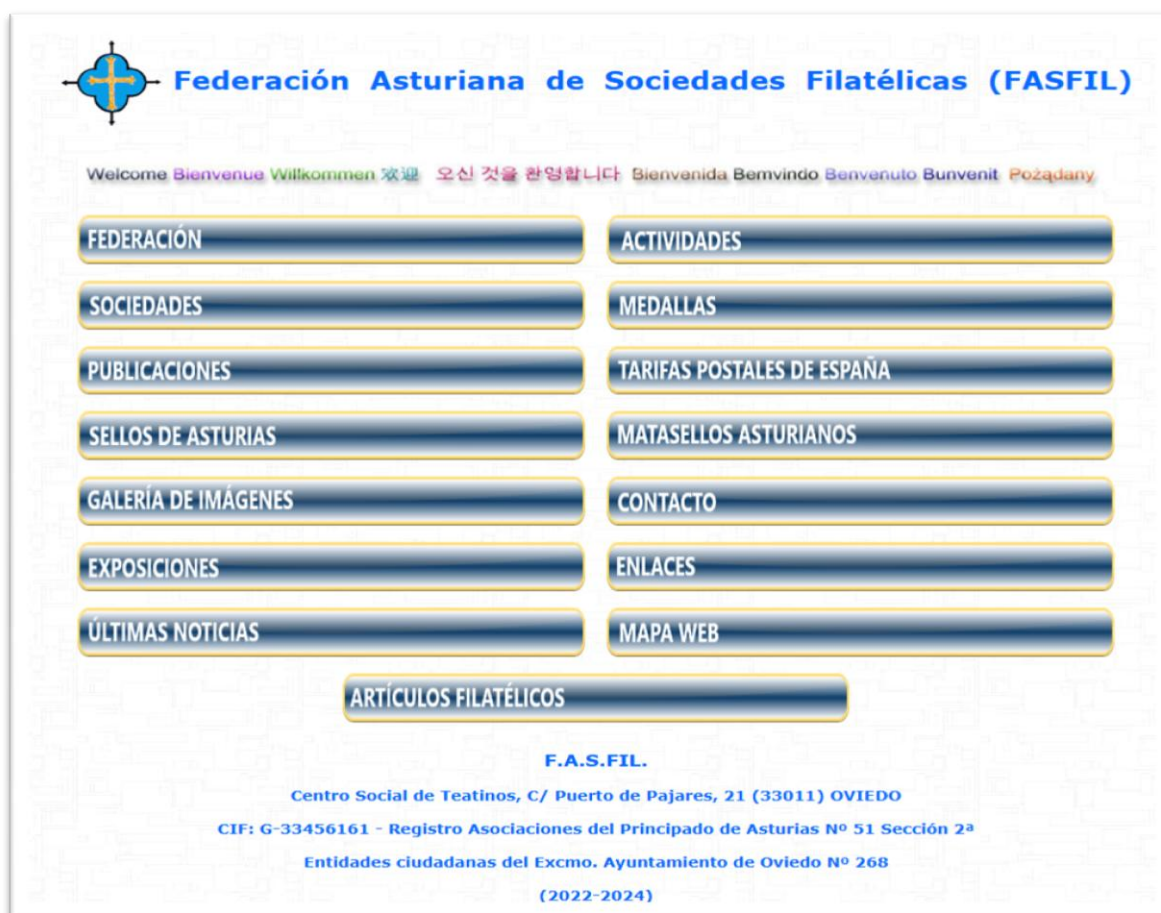 Federación Asturiana de Sociedades Filatélicas (FASFIL)
Welcome Bienvenue Willkommen 欢迎 오신 것을 환영합니다 Bienvenida Bemvindo Benvenuto Bunvenit Pożądany
FEDERACIÓN
ACTIVIDADES
SOCIEDADES
MEDALLAS
PUBLICACIONES
TARIFAS POSTALES DE ESPAÑA
SELLOS DE ASTURIAS
MATASELLOS ASTURIANOS
GALERÍA DE IMÁGENES
CONTACTO
EXPOSICIONES
ENLACES
ÚLTIMAS NOTICIAS
MAPA WEB
ARTÍCULOS FILATÉLICOS
F.A.S.FIL.
Centro Social de Teatinos, C/ Puerto de Pajares, 21 (33011) OVIEDO
CIF: G-33456161 - Registro Asociaciones del Principado de Asturias Nº 51 Sección 2ª
Entidades ciudadanas del Excmo. Ayuntamiento de Oviedo Nº 268
(2022-2024)